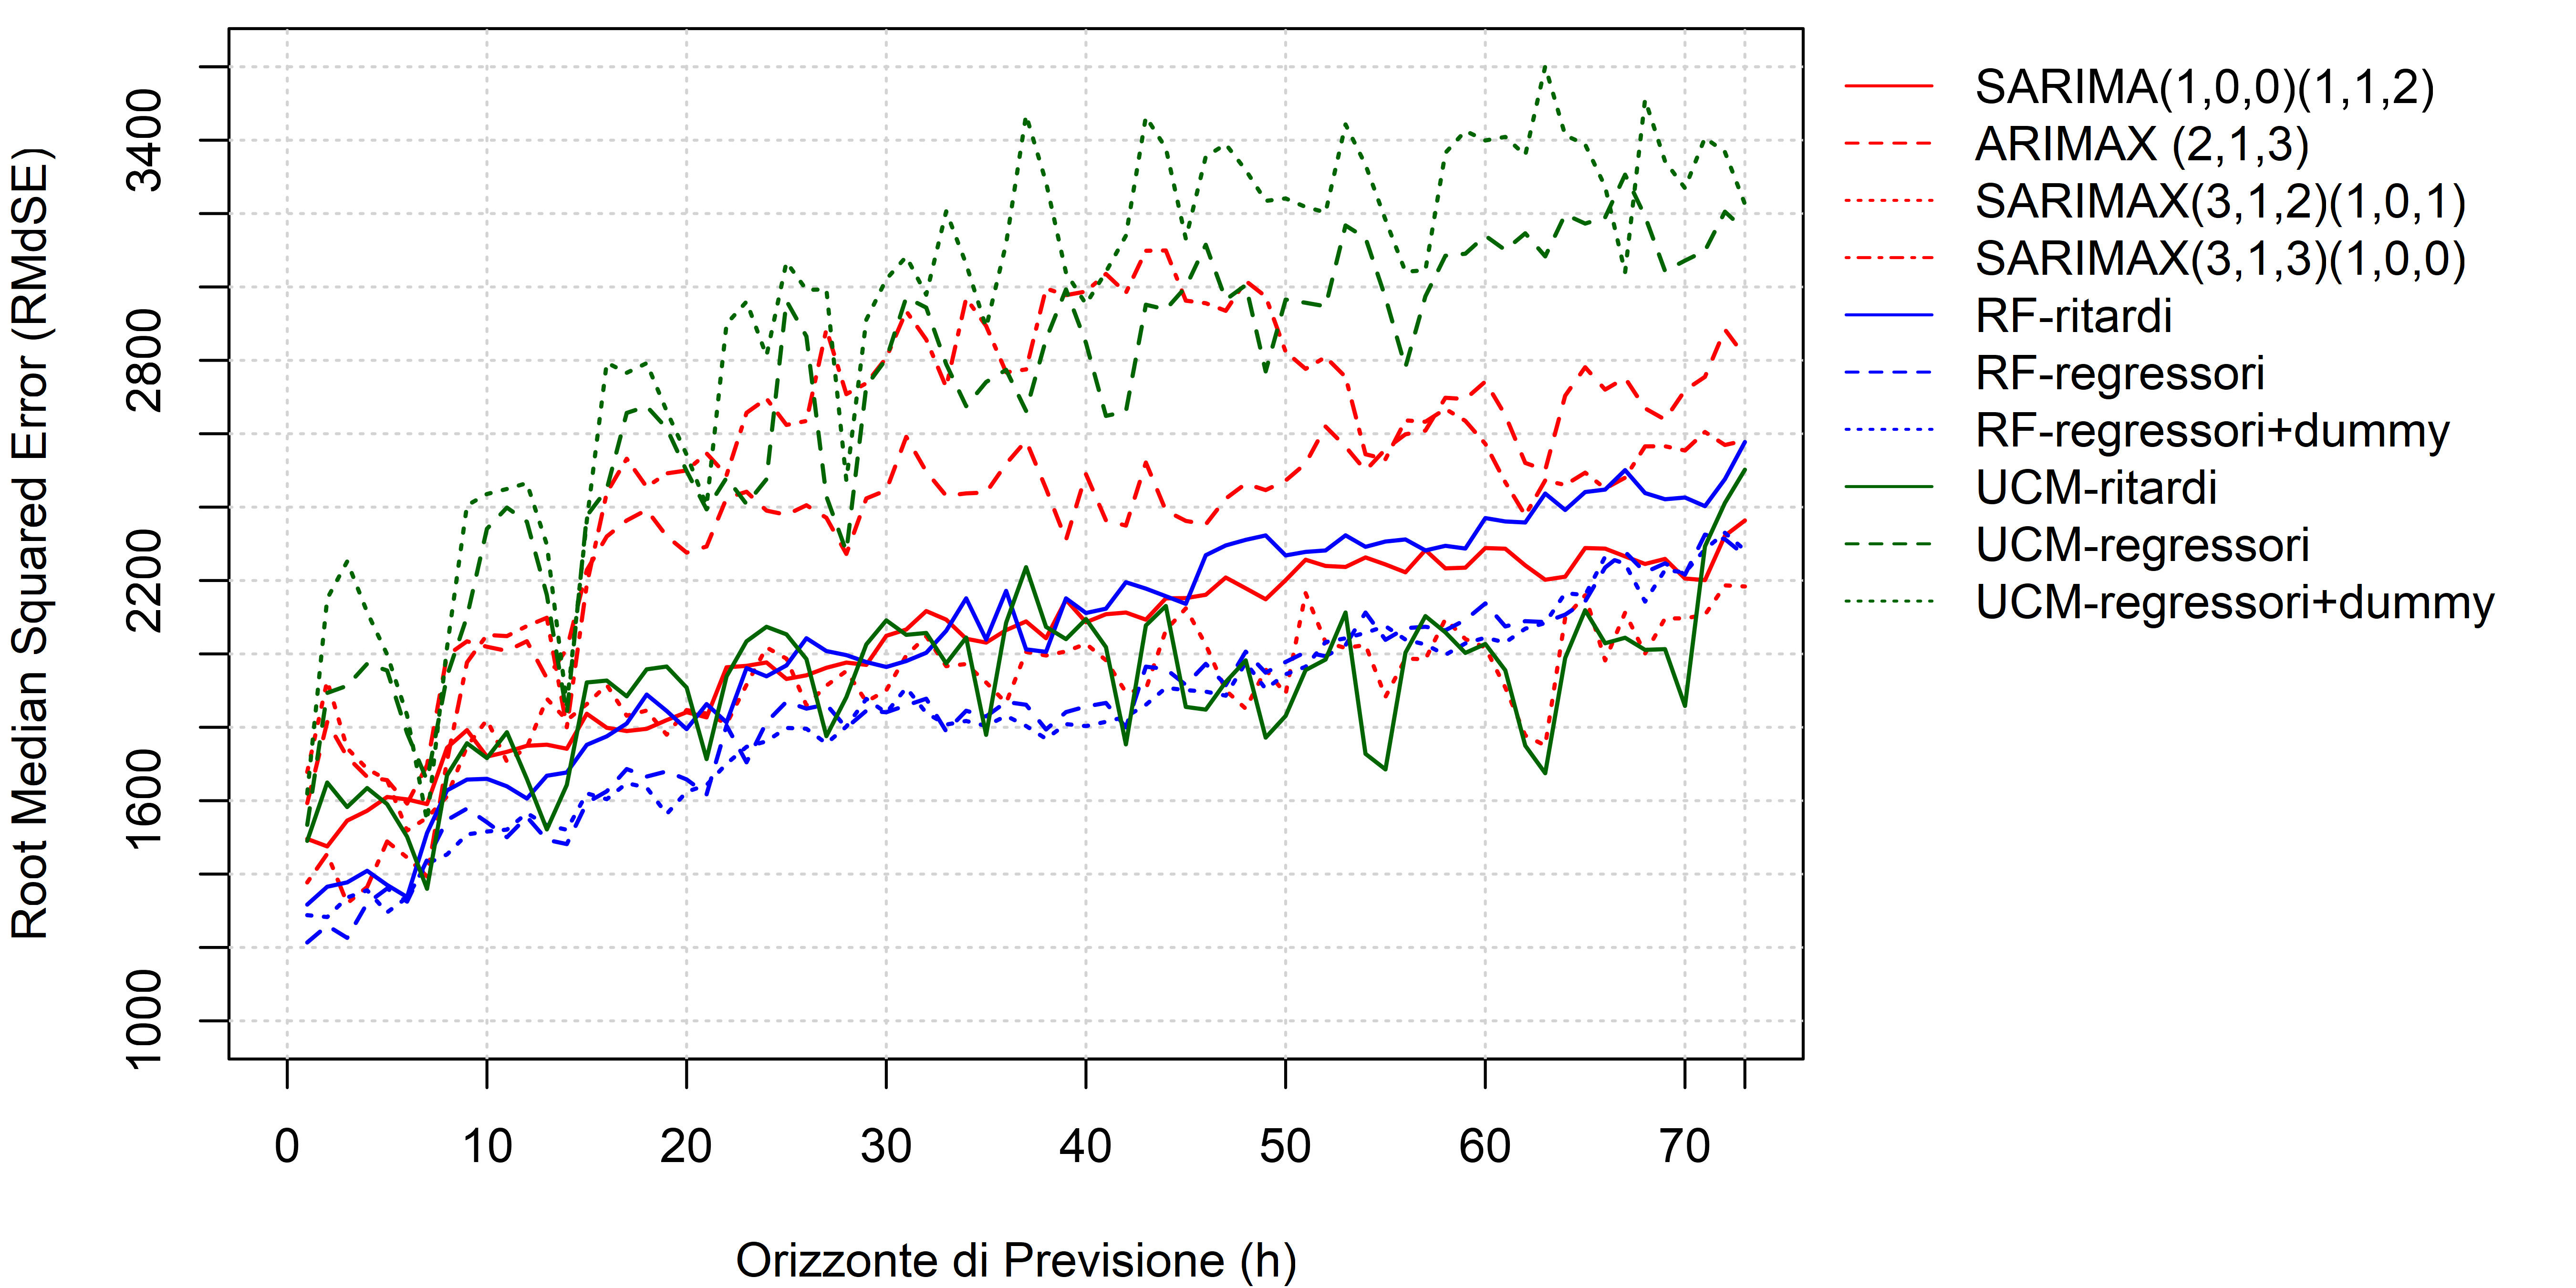 Root Median Squared Error (RMdSE)
3400
2800
2200
1600
1000
0 10 20 30 40 50 60 70
Orizzonte di Previsione (h)
SARIMA(1,0,0)(1,1,2)
ARIMAX (2,1,3)
SARIMAX(3,1,2)(1,0,1)
SARIMAX(3,1,3)(1,0,0)
RF-ritardi
RF-regressori
RF-regressori+dummy
UCM-ritardi
UCM-regressori
UCM-regressori+dummy